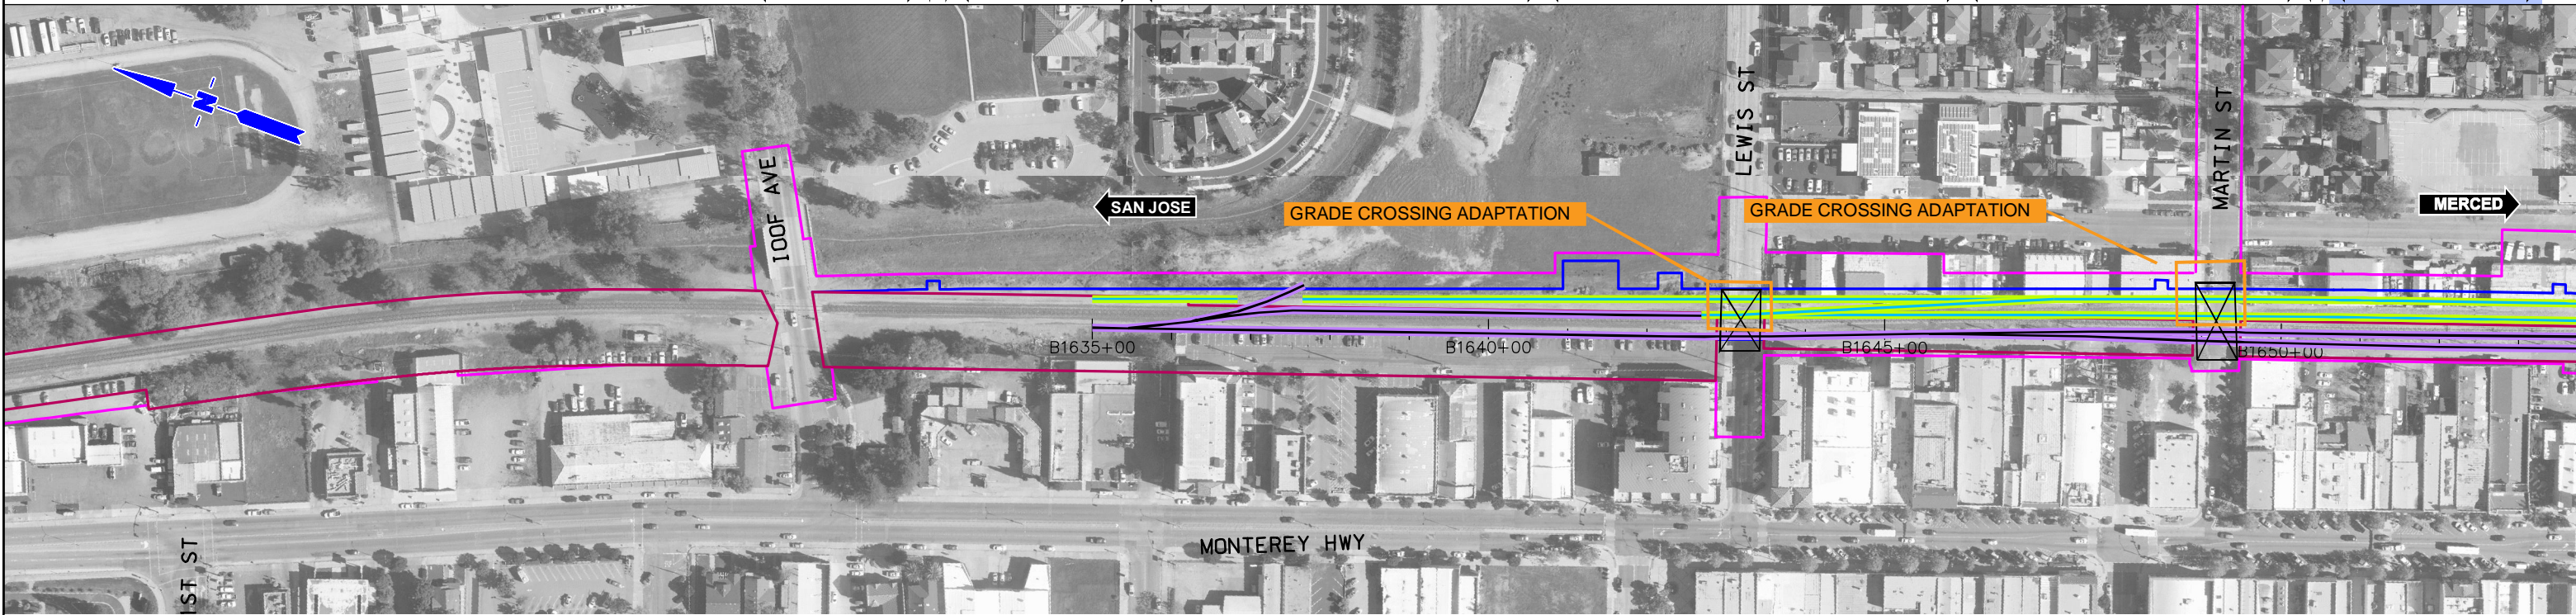 N
IOOF AVE
SAN JOSE
GRADE CROSSING ADAPTATION
LEWIS ST
GRADE CROSSING ADAPTATION
MARTIN ST
MERCED
B1635+00
B1640+00
B1645+00
B1650+00
MONTEREY HWY
1ST ST